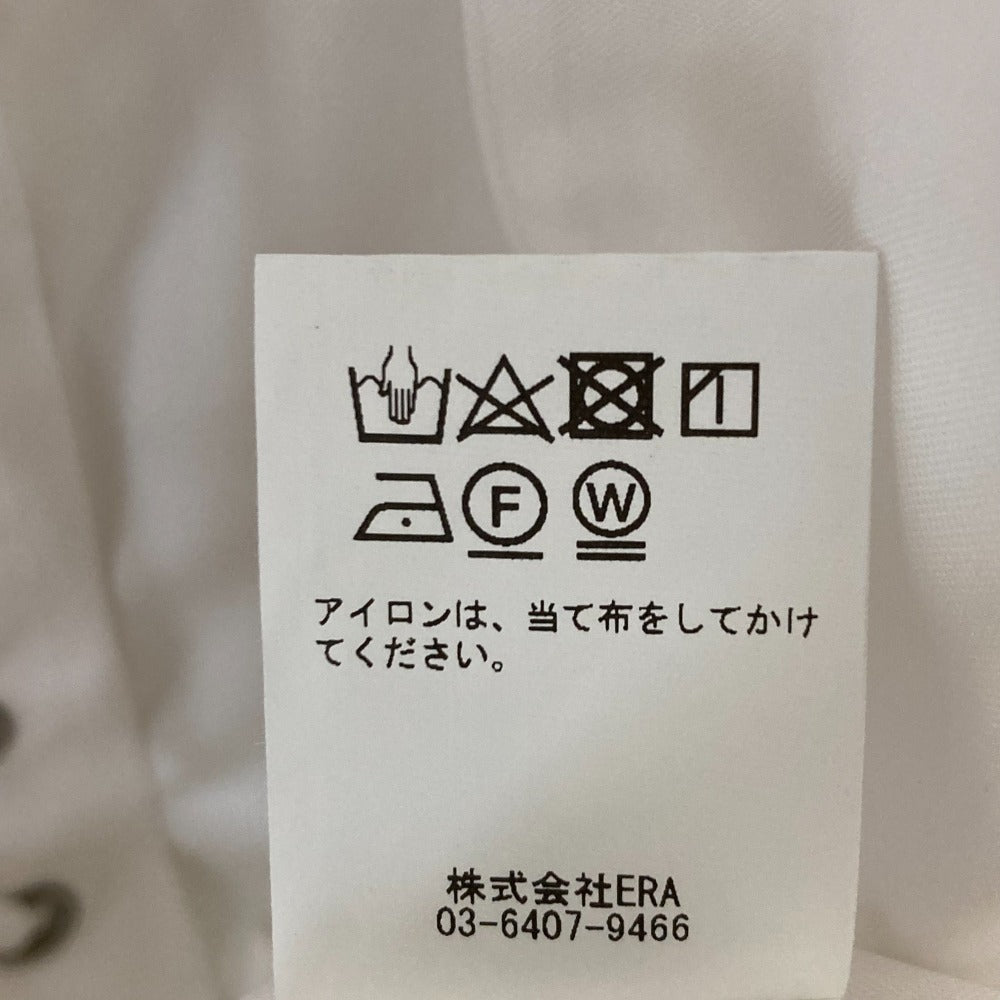 F W
アイロンは、当て布をしてかけ
てください。
株式会社ERA
03-6407-9466